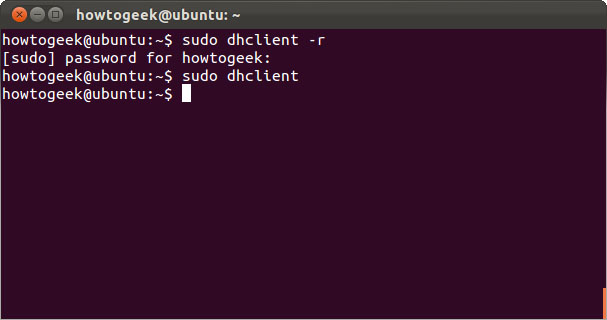 howtogeek@ubuntu: ~
howtogeek@ubuntu:~$ sudo dhclient -r
[sudo] password for howtogeek:
howtogeek@ubuntu:~$ sudo dhclient
howtogeek@ubuntu:~$